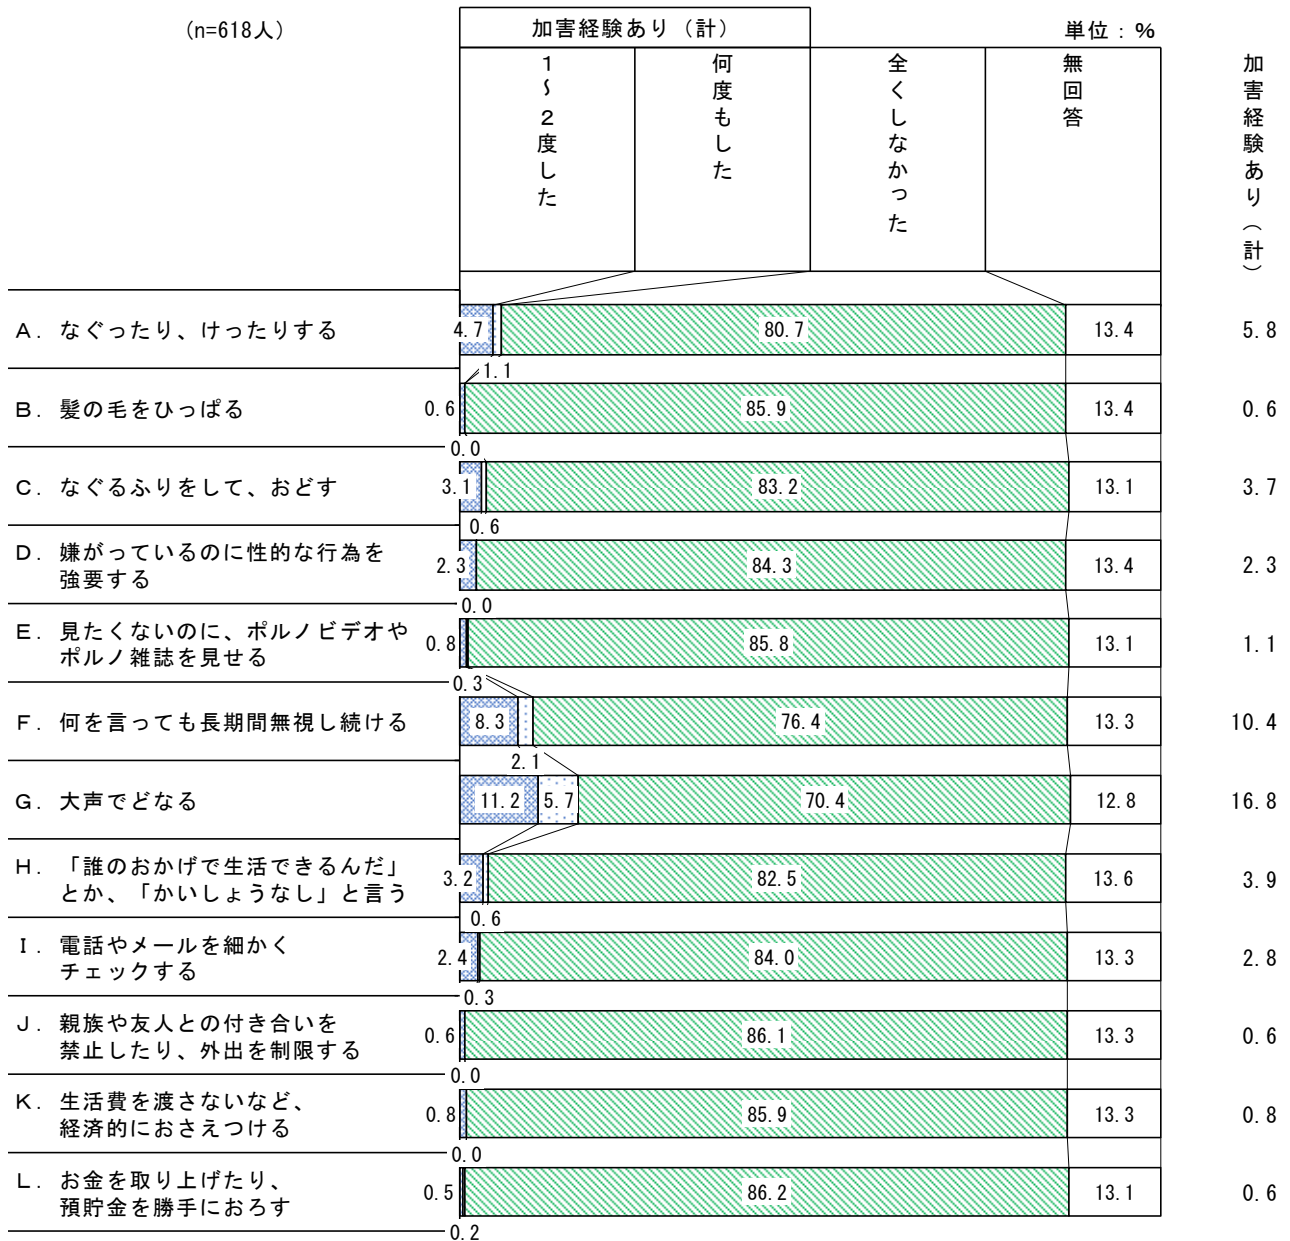 (n=618人)
加害経験あり（計）
単位：%
１～２度した
何度もした
全くしなかった
無回答
加害経験あり（計）
Ａ．なぐったり、けったりする
4.7
80.7
13.4
5.8
1.1
Ｂ．髪の毛をひっぱる
0.6
85.9
13.4
0.6
0.0
Ｃ．なぐるふりをして、おどす
3.1
83.2
13.1
3.7
0.6
Ｄ．嫌がっているのに性的な行為を
強要する
2.3
84.3
13.4
2.3
0.0
Ｅ．見たくないのに、ポルノビデオや
ポルノ雑誌を見せる
0.8
85.8
13.1
1.1
0.3
Ｆ．何を言っても長期間無視し続ける
8.3
76.4
13.3
10.4
2.1
Ｇ．大声でどなる
11.2
5.7
70.4
12.8
16.8
Ｈ．「誰のおかげで生活できるんだ」
とか、「かいしょうなし」と言う
3.2
82.5
13.6
3.9
0.6
Ｉ．電話やメールを細かく
チェックする
2.4
84.0
13.3
2.8
0.3
Ｊ．親族や友人との付き合いを
禁止したり、外出を制限する
0.6
86.1
13.3
0.6
0.0
Ｋ．生活費を渡さないなど、
経済的におさえつける
0.8
85.9
13.3
0.8
0.0
Ｌ．お金を取り上げたり、
預貯金を勝手におろす
0.5
86.2
13.1
0.6
0.2